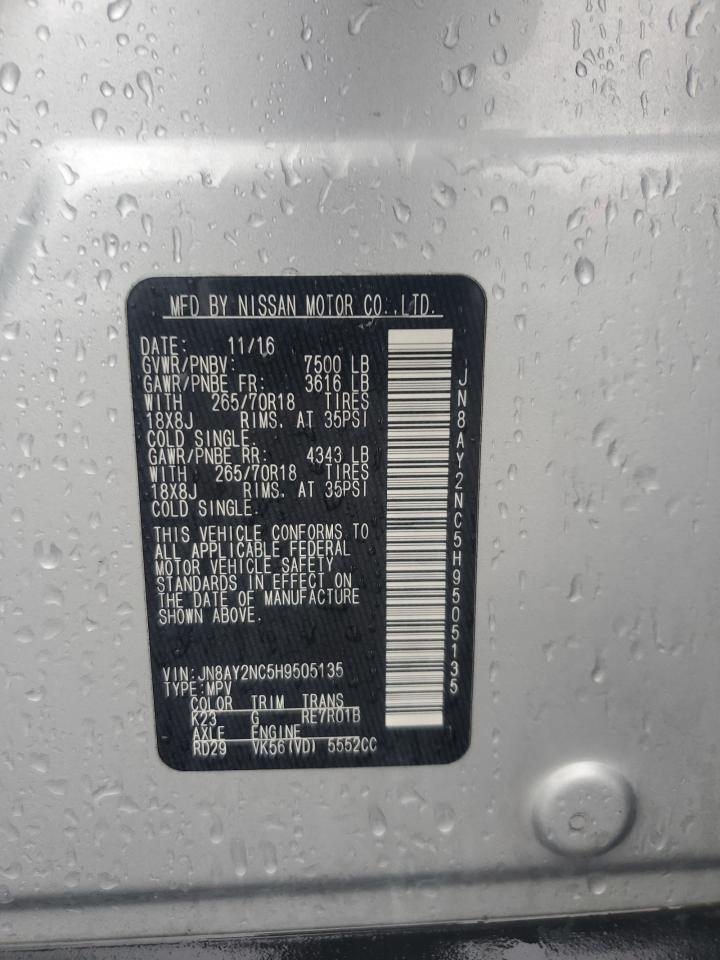 MFD BY NISSAN MOTOR CO.,LTD.
DATE: 11/16
GVWR/PNBV: 7500 LB
GAWR/PNBE FR: 3616 LB
WITH 265/70R18 TIRES
18X8J RIMS. AT 35PSI
COLD SINGLE.
GAWR/PNBE RR: 4343 LB
WITH 265/70R18 TIRES
18X8J RIMS. AT 35PSI
COLD SINGLE.
THIS VEHICLE CONFORMS TO
ALL APPLICABLE FEDERAL
MOTOR VEHICLE SAFETY
STANDARDS IN EFFECT ON
THE DATE OF MANUFACTURE
SHOWN ABOVE.
VIN:JN8AY2NC5H9505135
TYPE:MPV
COLOR TRIM TRANS
K23 G RE7R01B
AXLE ENGINE
RD29 VK56(VD) 5552CC
JN8AY2NC5H9505135